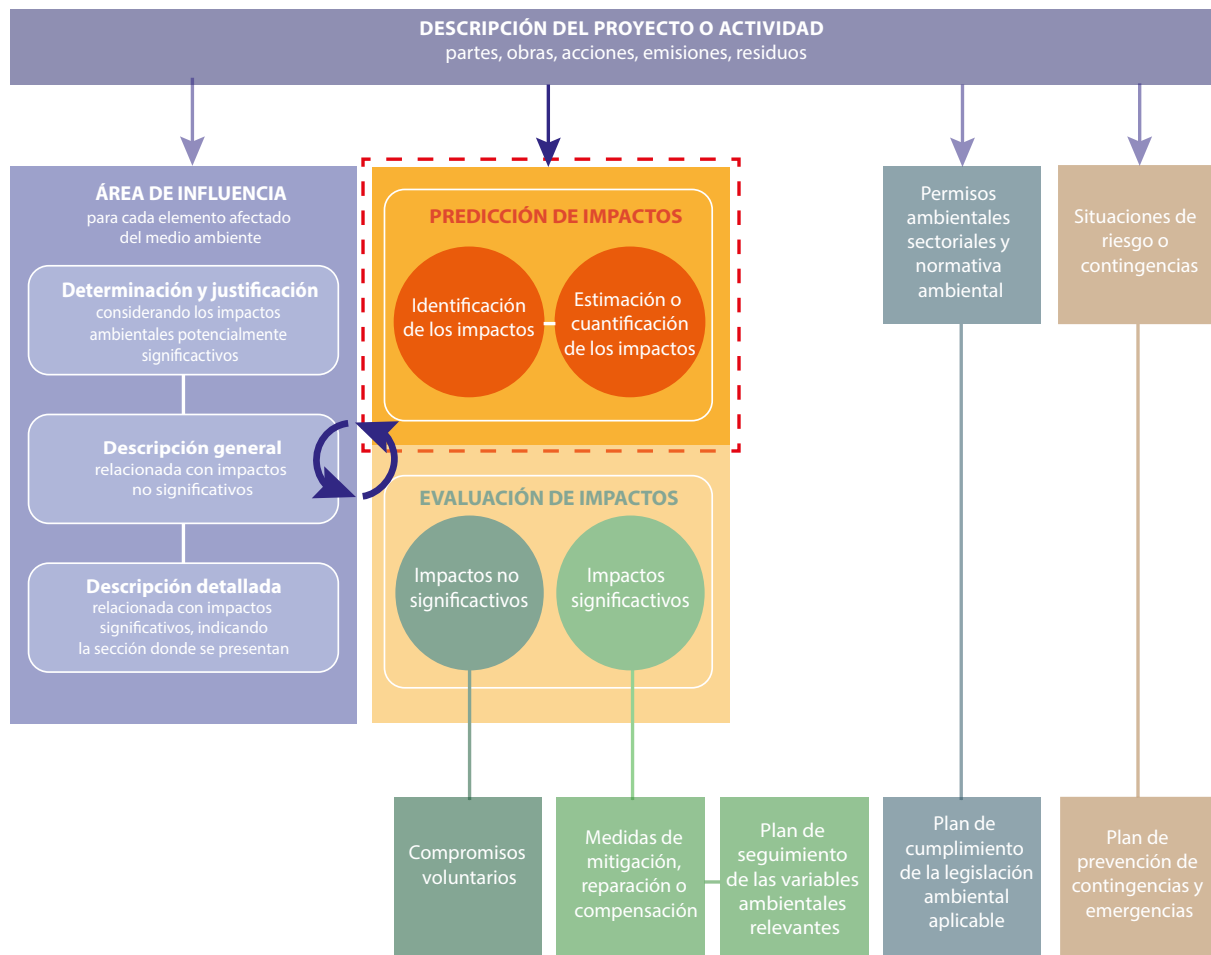 DESCRIPCIÓN DEL PROYECTO O ACTIVIDAD
partes, obras, acciones, emisiones, residuos
ÁREA DE INFLUENCIA
para cada elemento afectado
del medio ambiente
Determinación y justificación
considerando los impactos
ambientales potencialmente
significactivos
Descripción general
relacionada con impactos
no significativos
Descripción detallada
relacionada con impactos
significativos, indicando
la sección donde se presentan
PREDICCIÓN DE IMPACTOS
Identificación
de los impactos
Estimación o
cuantificación
de los impactos
EVALUACIÓN DE IMPACTOS
Impactos no
significactivos
Impactos
significactivos
Permisos
ambientales
sectoriales y
normativa
ambiental
Situaciones de
riesgo o
contingencias
Compromisos
voluntarios
Medidas de
mitigación,
reparación o
compensación
Plan de
seguimiento
de las variables
ambientales
relevantes
Plan de
cumplimiento
de la legislación
ambiental
aplicable
Plan de
prevención de
contingencias y
emergencias